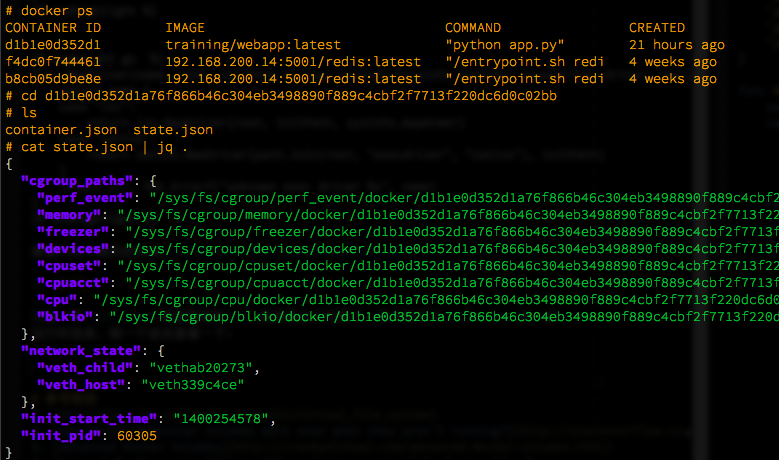 # docker ps
CONTAINER ID IMAGE COMMAND CREATED
d1b1e0d352d1 training/webapp:latest "python app.py" 21 hours ago
f4dc0f744461 192.168.200.14:5001/redis:latest "/entrypoint.sh redi 4 weeks ago
b8cb05d9be8e 192.168.200.14:5001/redis:latest "/entrypoint.sh redi 4 weeks ago
# cd d1b1e0d352d1a76f866b46c304eb3498890f889c4cbf2f7713f220dc6d0c02bb
# ls
container.json state.json
# cat state.json | jq .
{
"cgroup_paths": {
"perf_event": "/sys/fs/cgroup/perf_event/docker/d1b1e0d352d1a76f866b46c304eb3498890f889c4cbf2
"memory": "/sys/fs/cgroup/memory/docker/d1b1e0d352d1a76f866b46c304eb3498890f889c4cbf2f7713f22
"freezer": "/sys/fs/cgroup/freezer/docker/d1b1e0d352d1a76f866b46c304eb3498890f889c4cbf2f7713f
"devices": "/sys/fs/cgroup/devices/docker/d1b1e0d352d1a76f866b46c304eb3498890f889c4cbf2f7713f
"cpuset": "/sys/fs/cgroup/cpuset/docker/d1b1e0d352d1a76f866b46c304eb3498890f889c4cbf2f7713f22
"cpuacct": "/sys/fs/cgroup/cpuacct/docker/d1b1e0d352d1a76f866b46c304eb3498890f889c4cbf2f7713f
"cpu": "/sys/fs/cgroup/cpu/docker/d1b1e0d352d1a76f866b46c304eb3498890f889c4cbf2f7713f220dc6d0
"blkio": "/sys/fs/cgroup/blkio/docker/d1b1e0d352d1a76f866b46c304eb3498890f889c4cbf2f7713f220d
},
"network_state": {
"veth_child": "vethab20273",
"veth_host": "veth339c4ce"
},
"init_start_time": "1400254578",
"init_pid": 60305
}